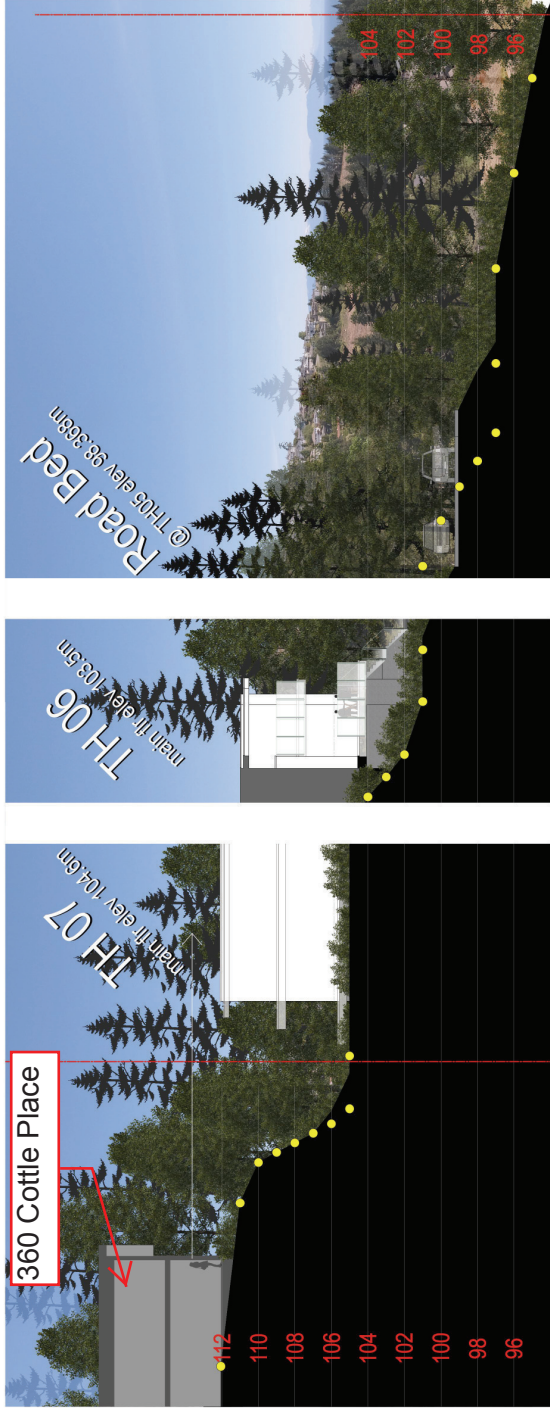 360 Cottle Place
TH 07
main flr elev 104.6m
TH 06
main flr elev 103.5m
Road Bed
@ TH05 elev 98.368m
112
110
108
106
104
102
100
98
96
104
102
100
98
96